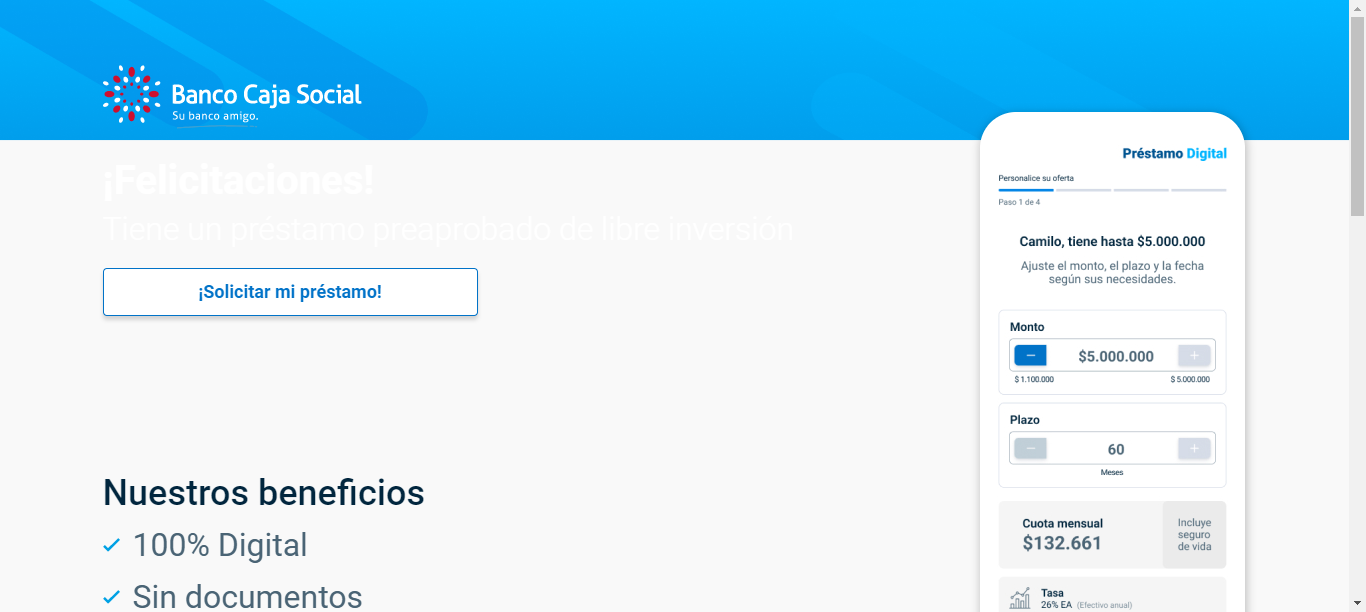 Banco Caja Social
Su banco amigo.
¡Felicitaciones!
Tiene un préstamo preaprobado de libre inversión
¡Solicitar mi préstamo!
Nuestros beneficios
100% Digital
Sin documentos
Préstamo Digital
Personalice su oferta
Paso 1 de 4
Camilo, tiene hasta $5.000.000
Ajuste el monto, el plazo y la fecha
según sus necesidades.
Monto
− $5.000.000 +
$ 1.100.000 $ 5.000.000
Plazo
− 60 +
Meses
Cuota mensual
$132.661
Incluye
seguro
de vida
Tasa
26% EA (Efectivo anual)